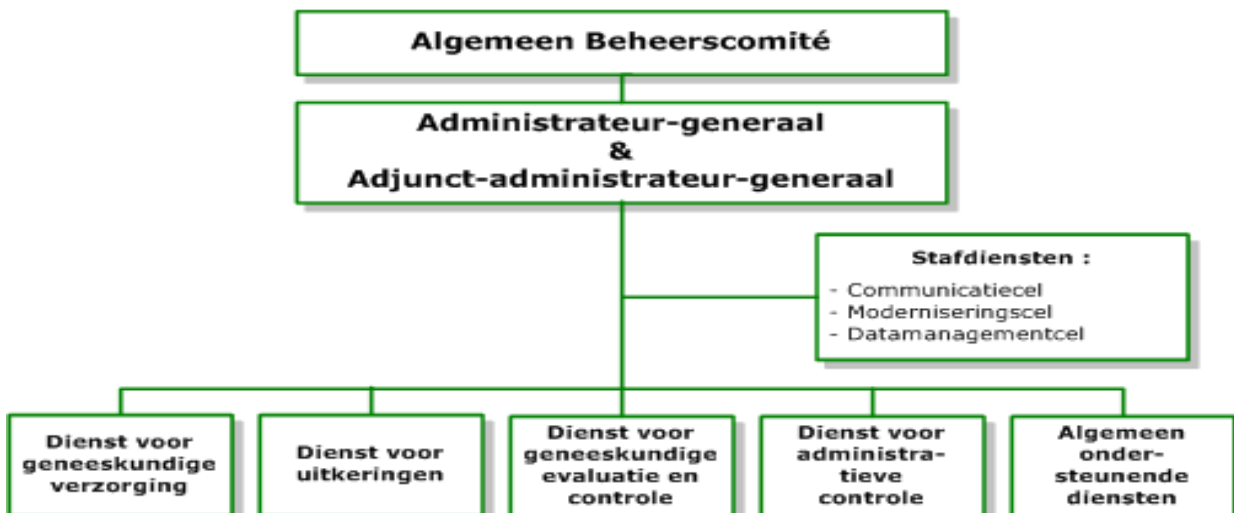 Algemeen Beheerscomité
Administrateur-generaal
&
Adjunct-administrateur-generaal
Stafdiensten :
- Communicatiecel
- Moderniseringscel
- Datamanagementcel
Dienst voor
geneeskundige
verzorging
Dienst voor
uitkeringen
Dienst voor
geneeskundige
evaluatie en
controle
Dienst voor
administra-
tieve
controle
Algemeen
onder-
steunende
diensten